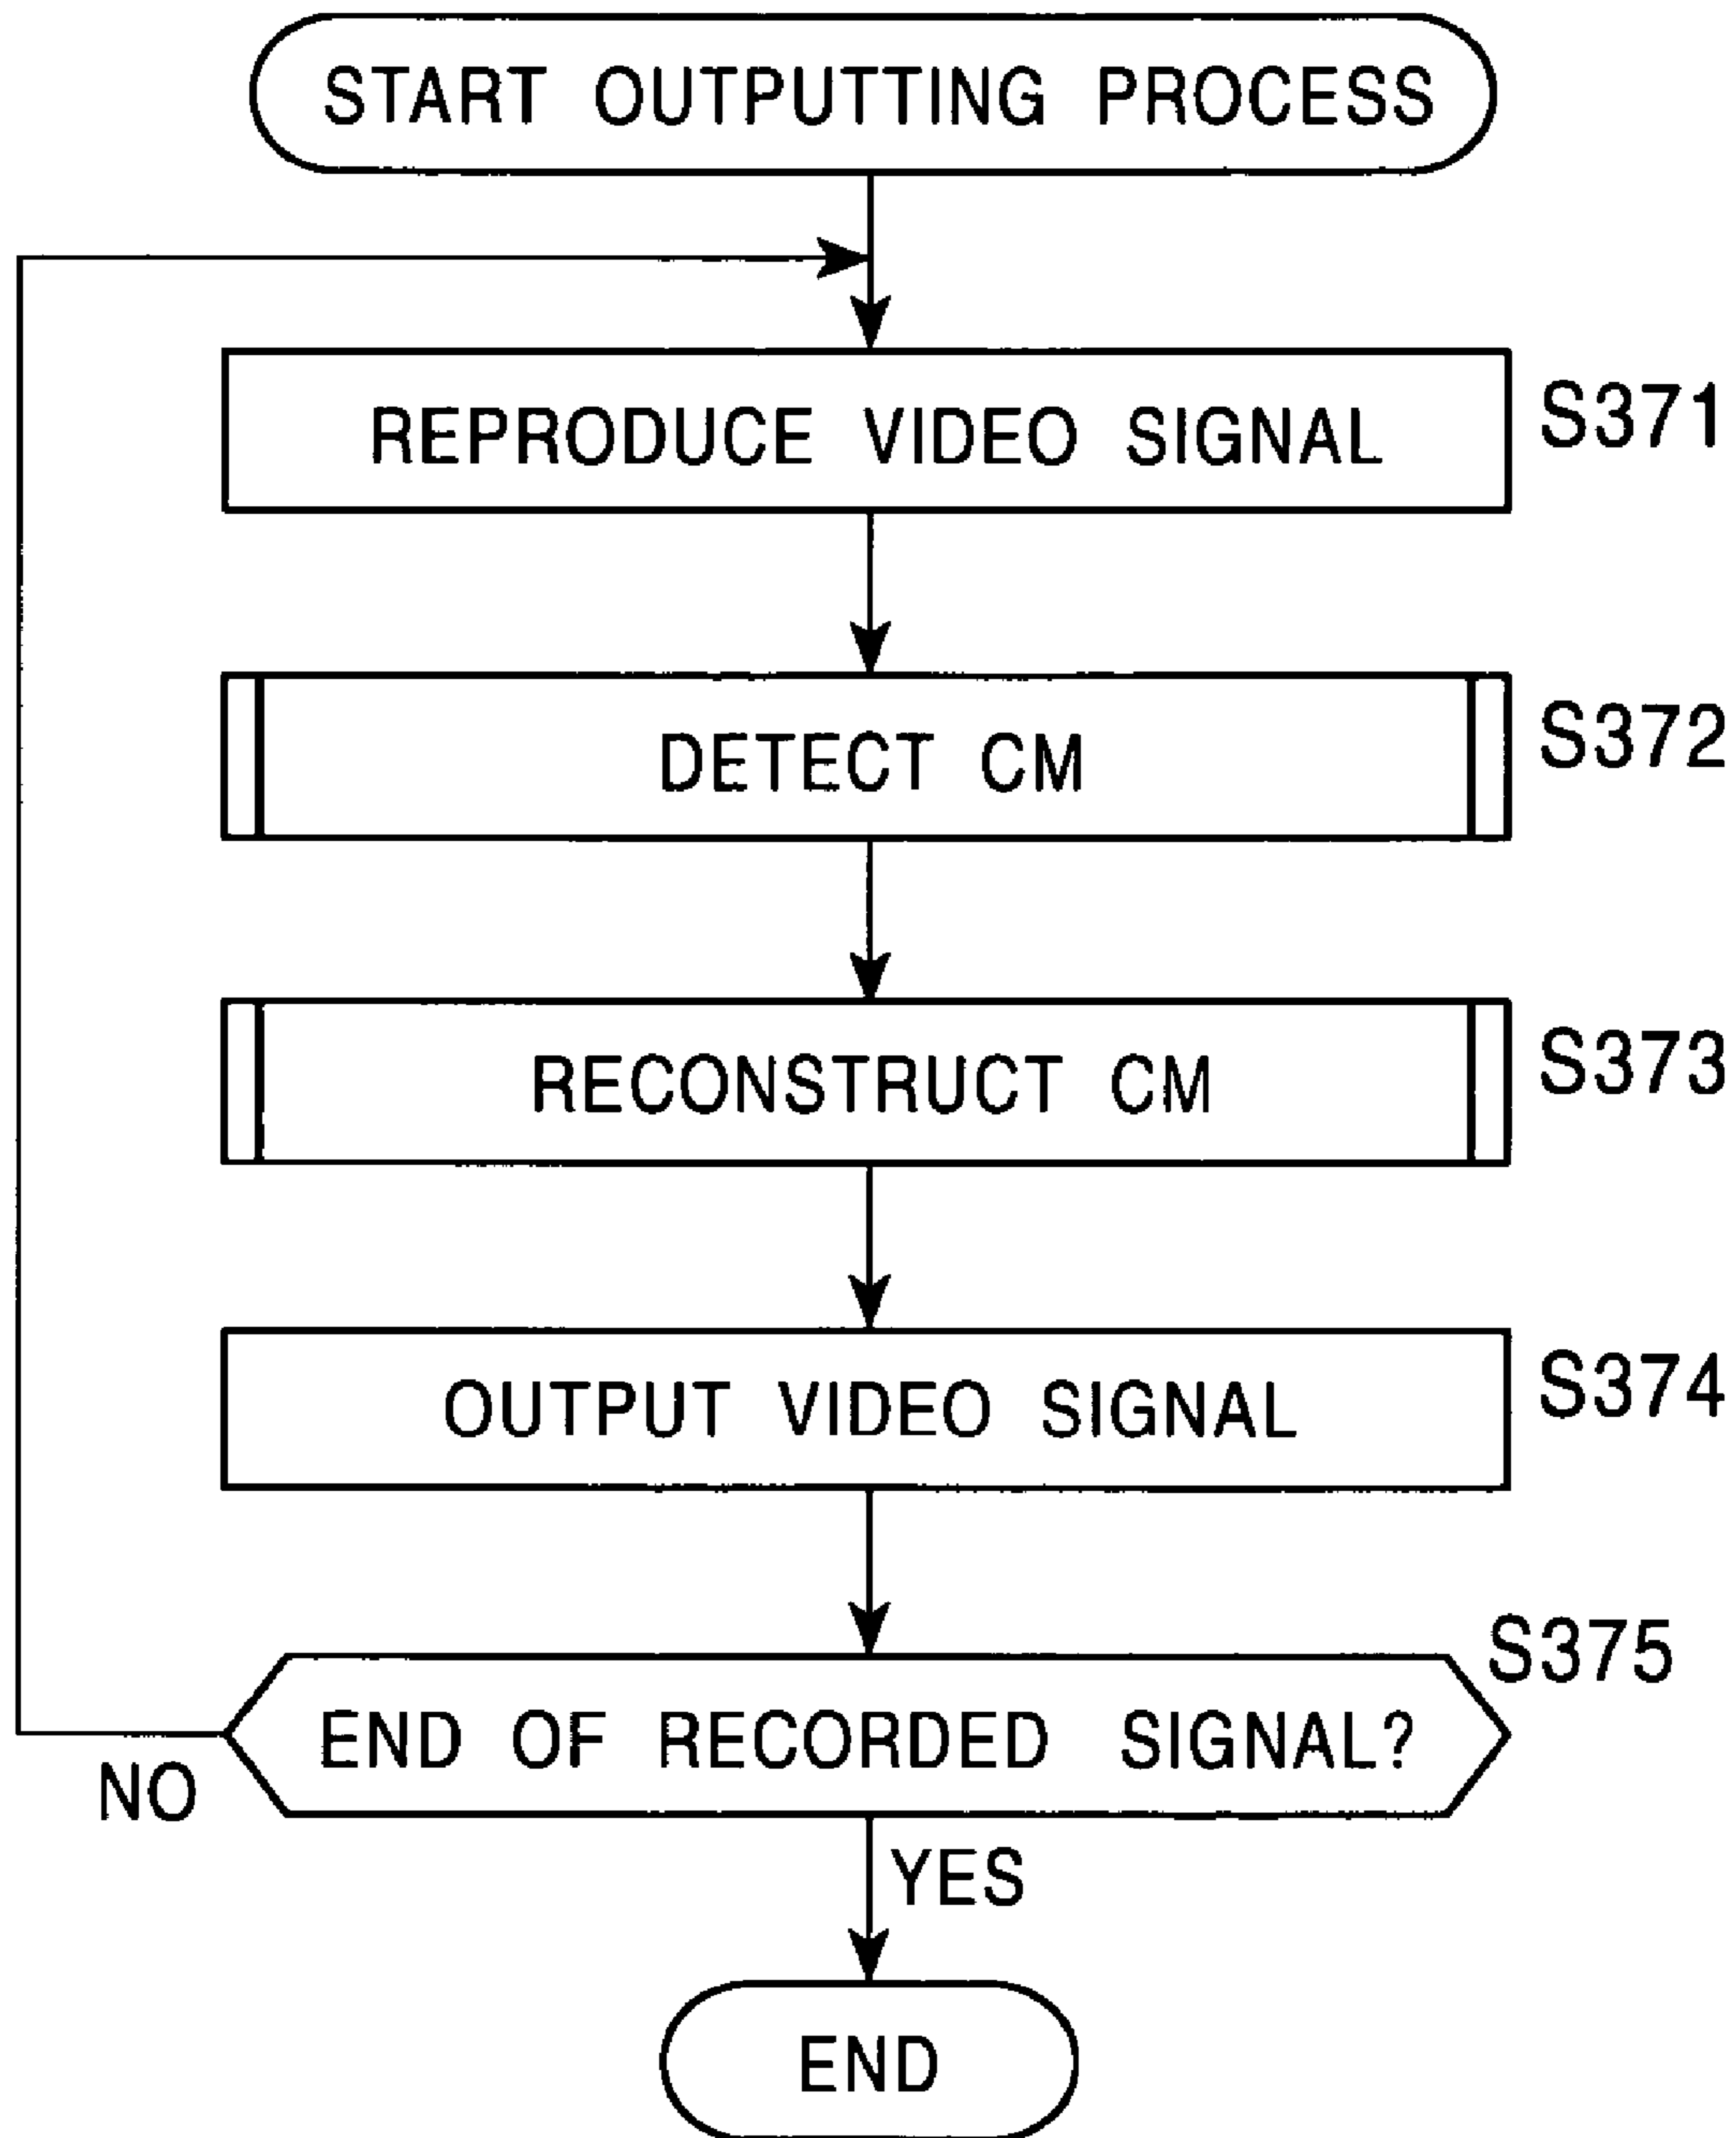 START OUTPUTTING PROCESS
REPRODUCE VIDEO SIGNAL
S371
DETECT CM
S372
RECONSTRUCT CM
S373
OUTPUT VIDEO SIGNAL
S374
S375
END OF RECORDED SIGNAL?
NO
YES
END